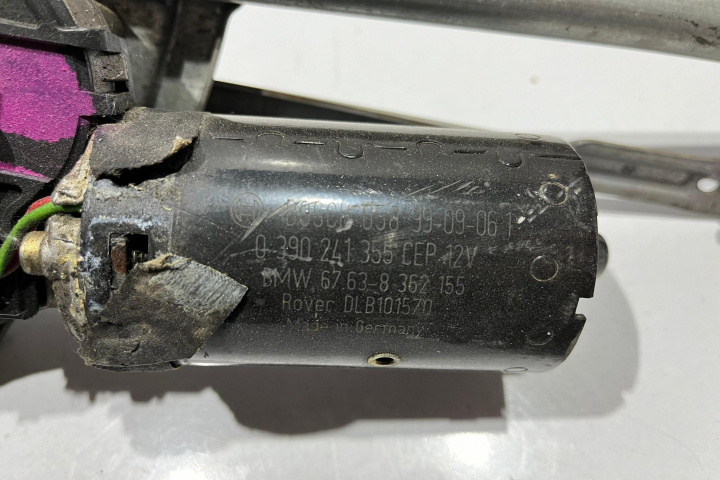 BOSCH 038 99-09-06 1
0 390 241 355 CEP 12V
BMW 67 63-8 362 155
Rover DLB101570
Made in Germany